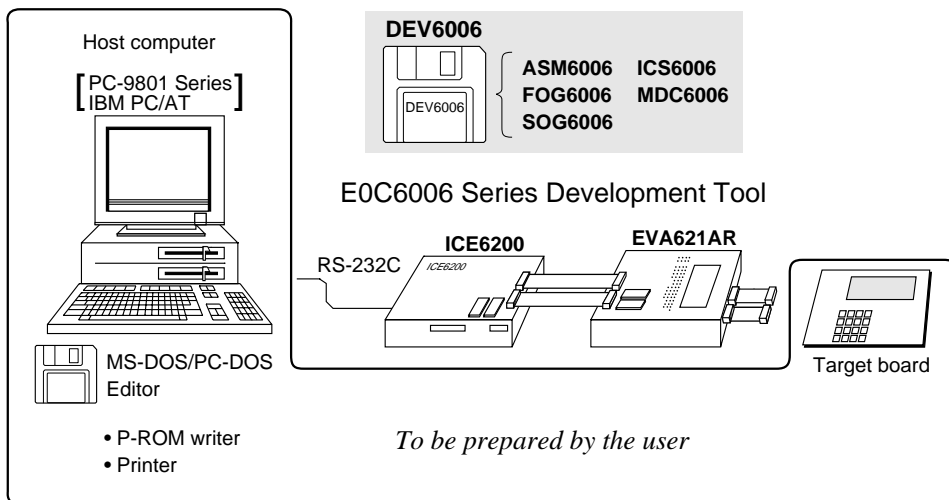 Host computer
[PC-9801 Series
IBM PC/AT]
MS-DOS/PC-DOS
Editor
• P-ROM writer
• Printer
DEV6006
DEV6006
ASM6006 ICS6006
FOG6006 MDC6006
SOG6006
E0C6006 Series Development Tool
RS-232C
ICE6200
ICE6200
EVA621AR
Target board
To be prepared by the user